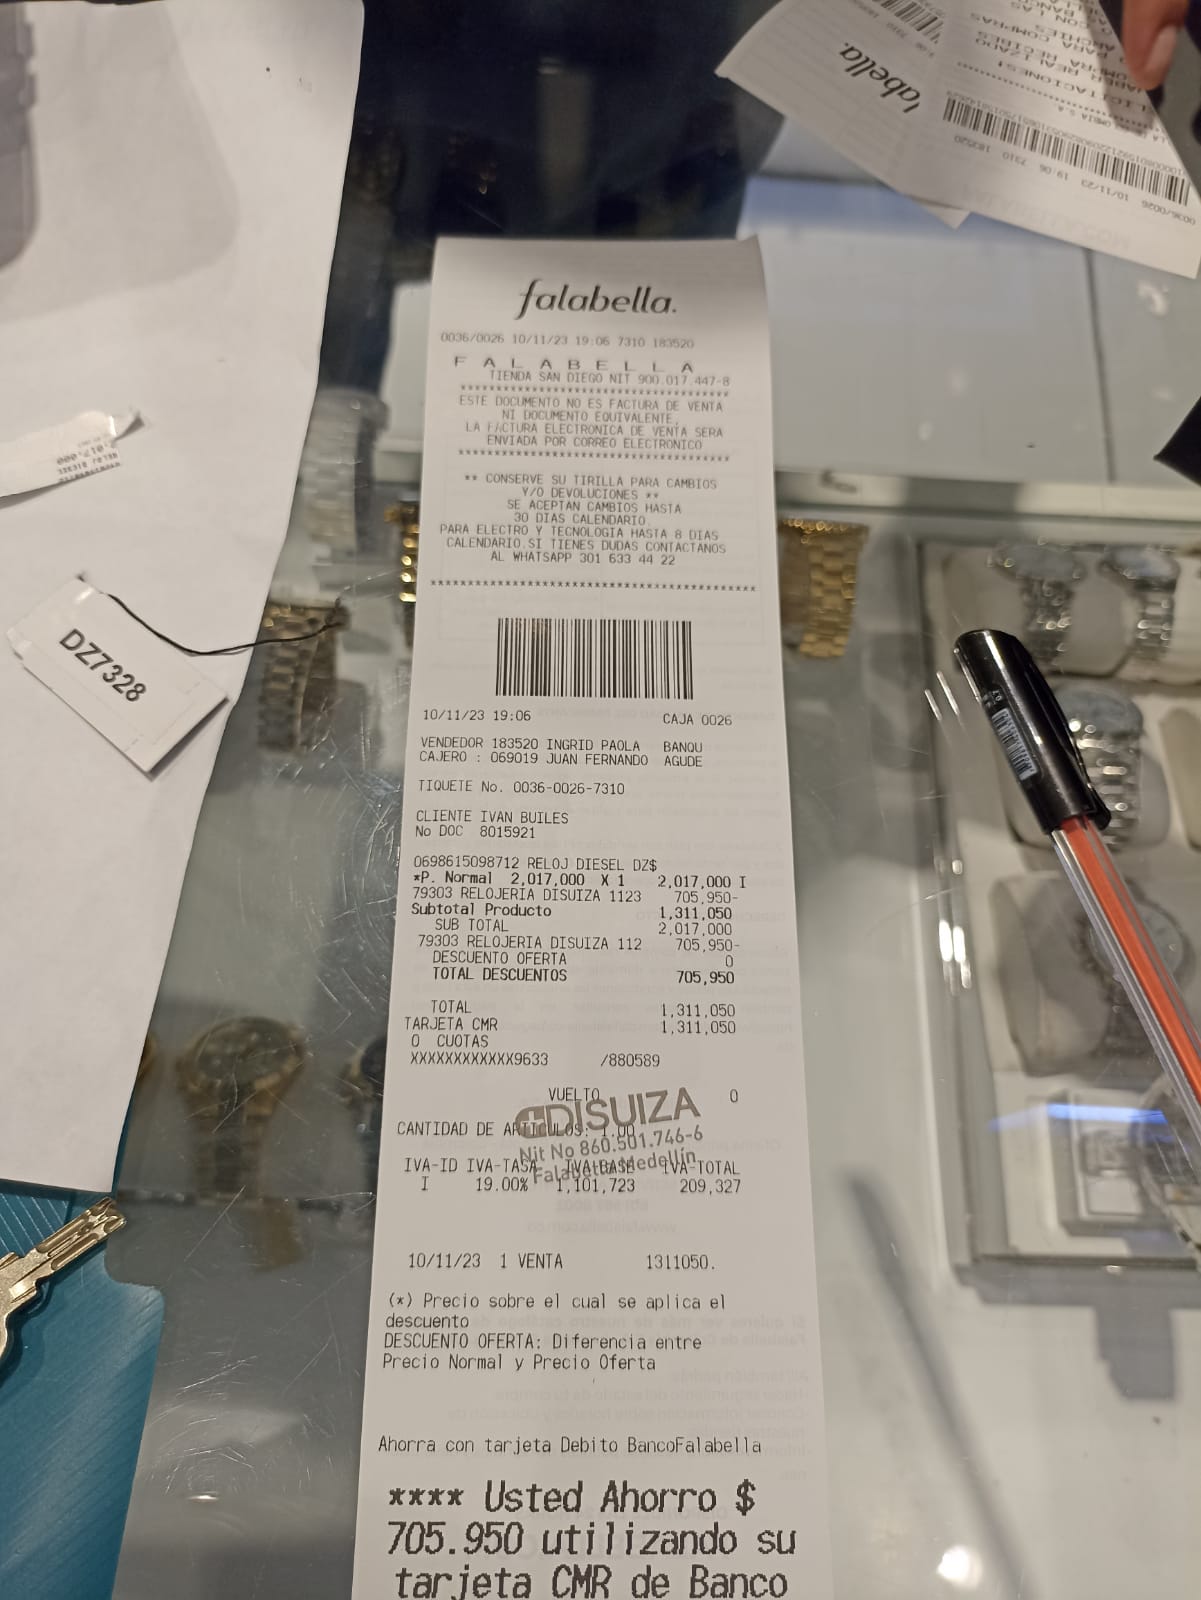 falabella.
0036/0026 10/11/23 19:06 7310 183520
F A L A B E L L A
TIENDA SAN DIEGO NIT 900.017.447-8
ESTE DOCUMENTO NO ES FACTURA DE VENTA
NI DOCUMENTO EQUIVALENTE,
LA FACTURA ELECTRONICA DE VENTA SERA
ENVIADA POR CORREO ELECTRONICO
** CONSERVE SU TIRILLA PARA CAMBIOS
Y/O DEVOLUCIONES **
SE ACEPTAN CAMBIOS HASTA
30 DIAS CALENDARIO.
PARA ELECTRO Y TECNOLOGIA HASTA 8 DIAS
CALENDARIO.SI TIENES DUDAS CONTACTANOS
AL WHATSAPP 301 633 44 22
10/11/23 19:06 CAJA 0026
VENDEDOR 183520 INGRID PAOLA BANQU
CAJERO : 069019 JUAN FERNANDO AGUDE
TIQUETE No. 0036-0026-7310
CLIENTE IVAN BUILES
No DOC 8015921
0698615098712 RELOJ DIESEL DZ$
*P. Normal 2,017,000 X 1 2,017,000 I
79303 RELOJERIA DISUIZA 1123 705,950-
Subtotal Producto 1,311,050
SUB TOTAL 2,017,000
79303 RELOJERIA DISUIZA 112 705,950-
DESCUENTO OFERTA 0
TOTAL DESCUENTOS 705,950
TOTAL 1,311,050
TARJETA CMR 1,311,050
0 CUOTAS
XXXXXXXXXXXX9633 /880589
VUELTO 0
DISUIZA
CANTIDAD DE ARTICULOS: 1.00
Nit No 860.501.746-6
Falabella Medellín
IVA-ID IVA-TASA IVA-BASE IVA-TOTAL
I 19.00% 1,101,723 209,327
10/11/23 1 VENTA 1311050.
(*) Precio sobre el cual se aplica el
descuento
DESCUENTO OFERTA: Diferencia entre
Precio Normal y Precio Oferta
Ahorra con tarjeta Debito BancoFalabella
**** Usted Ahorro $
705.950 utilizando su
tarjeta CMR de Banco
DZ7328
falabella.
0036/0026 10/11/23 19:06 7310 183520